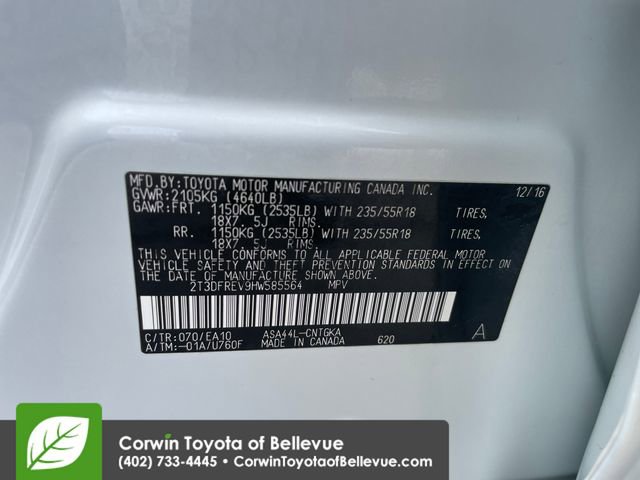 MFD.BY:TOYOTA MOTOR MANUFACTURING CANADA INC. 12/16
GVWR:2105KG (4640LB)
GAWR:FRT. 1150KG (2535LB) WITH 235/55R18 TIRES.
18X7. 5J RIMS.
RR. 1150KG (2535LB) WITH 235/55R18 TIRES.
18X7. 5J RIMS.
THIS VEHICLE CONFORMS TO ALL APPLICABLE FEDERAL MOTOR
VEHICLE SAFETY AND THEFT PREVENTION STANDARDS IN EFFECT
ON THE DATE OF MANUFACTURE SHOWN ABOVE.
2T3DFREV9HW585564 MPV
C/TR:070/EA10 ASA44L-CNTGKA A
A/TM:-01A/U760F MADE IN CANADA 620
Corwin Toyota of Bellevue
(402) 733-4445 • CorwinToyotaofBellevue.com